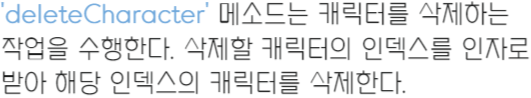 'deleteCharacter' 메소드는 캐릭터를 삭제하는
작업을 수행한다. 삭제할 캐릭터의 인덱스를 인자로
받아 해당 인덱스의 캐릭터를 삭제한다.